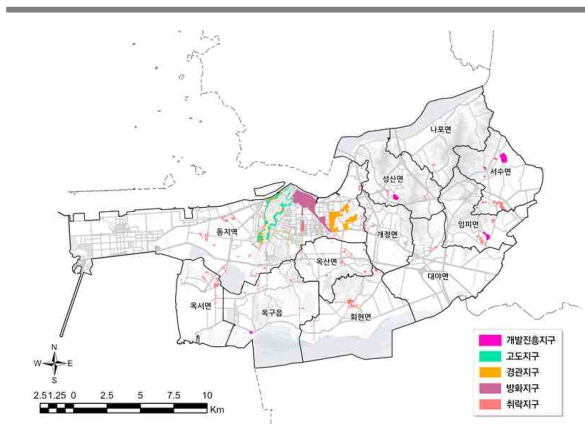 나포면
성산면
서수면
임피면
동지역
개정면
옥산면
대야면
옥서면
옥구읍
회현면
N
W E
S
2.5 1.25 0 2.5 5 7.5 10
Km
개발진흥지구
고도지구
경관지구
방화지구
취락지구